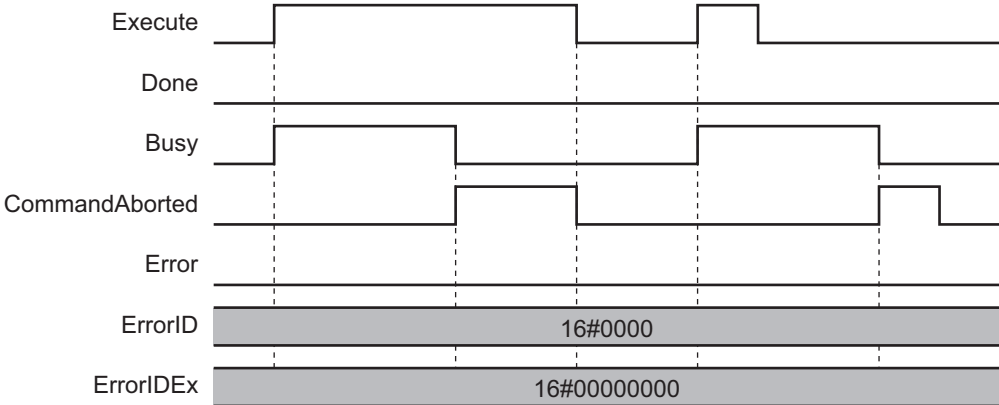 Execute
Done
Busy
CommandAborted
Error
ErrorID
16#0000
ErrorIDEx
16#00000000